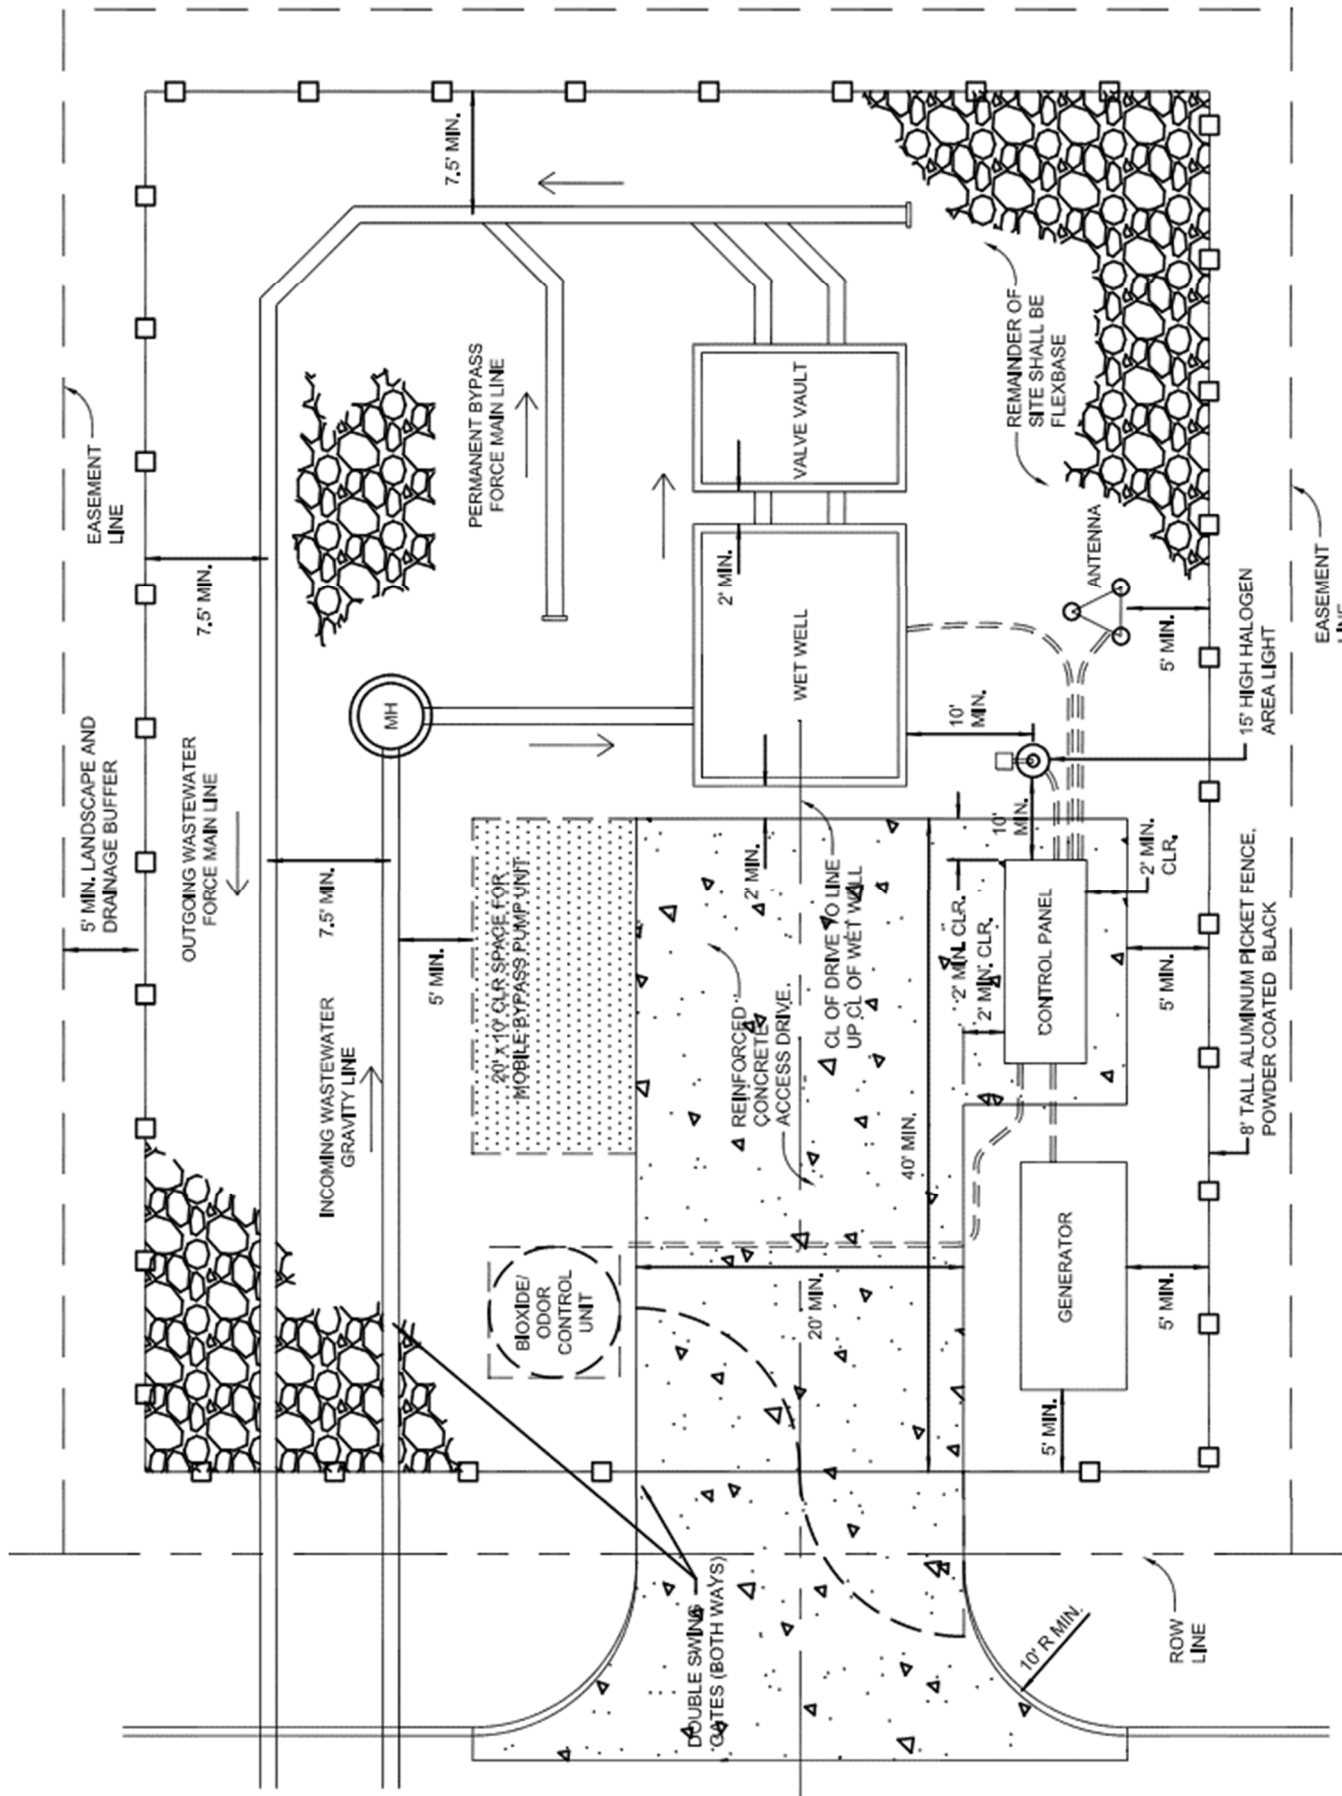 EASEMENT
LINE
7.5' MIN.
7.5' MIN.
5' MIN. LANDSCAPE AND
DRAINAGE BUFFER
OUTGOING WASTEWATER
FORCE MAIN LINE
PERMANENT BYPASS
FORCE MAIN LINE
MH
7.5' MIN.
5' MIN.
INCOMING WASTEWATER
GRAVITY LINE
20' x 10' CLR SPACE FOR
MOBILE BYPASS PUMP UNIT
BIOXIDE/
ODOR
CONTROL
UNIT
DOUBLE SWING
GATES (BOTH WAYS)
VALVE VAULT
2' MIN.
WET WELL
2' MIN.
REINFORCED
CONCRETE
ACCESS DRIVE.
CL OF DRIVE TO LINE
UP CL OF WET WELL
20' MIN.
40' MIN.
REMAINDER OF
SITE SHALL BE
FLEXBASE
ANTENNA
10'
MIN.
10'
MIN.
2' MIN. CLR.
2' MIN. CLR.
2' MIN.
CLR.
CONTROL PANEL
GENERATOR
5' MIN.
5' MIN.
5' MIN.
5' MIN.
10' R MIN.
ROW
LINE
15' HIGH HALOGEN
AREA LIGHT
8' TALL ALUMINUM PICKET FENCE,
POWDER COATED BLACK
EASEMENT
LINE